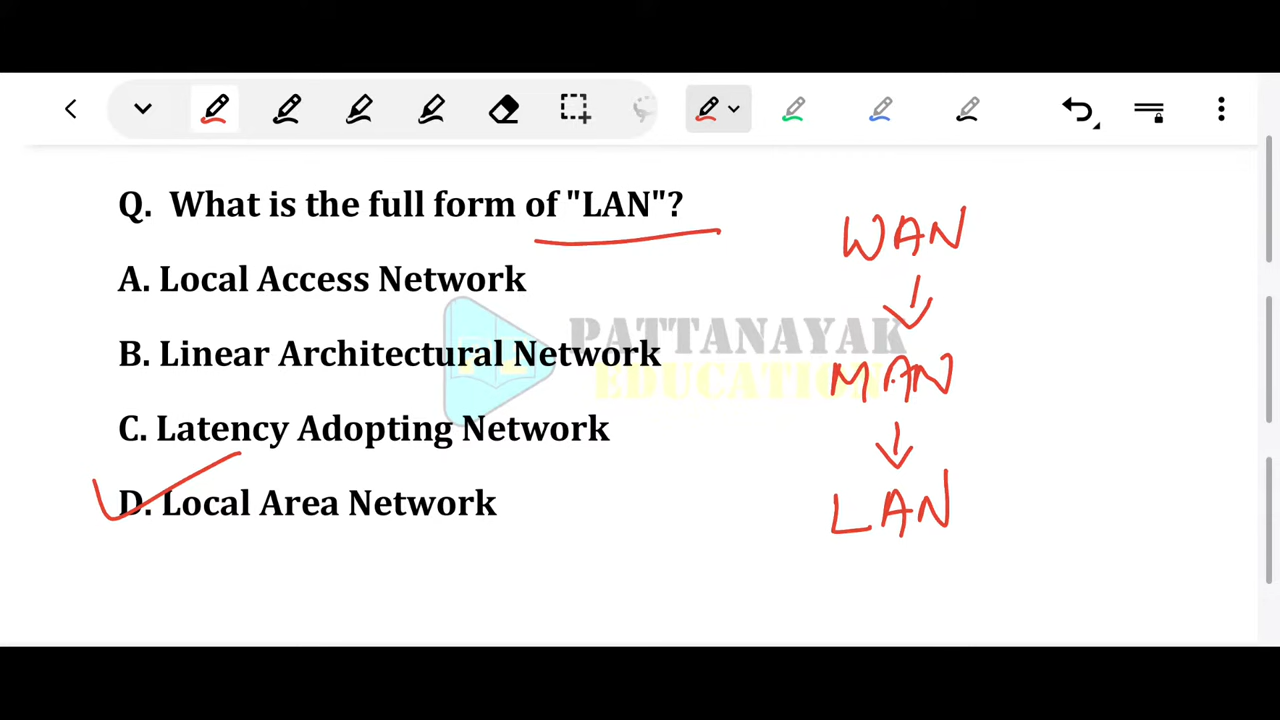 Q. What is the full form of "LAN"?
A. Local Access Network
B. Linear Architectural Network
C. Latency Adopting Network
D. Local Area Network
WAN
MAN
LAN
PATTANAYAK
EDUCATION